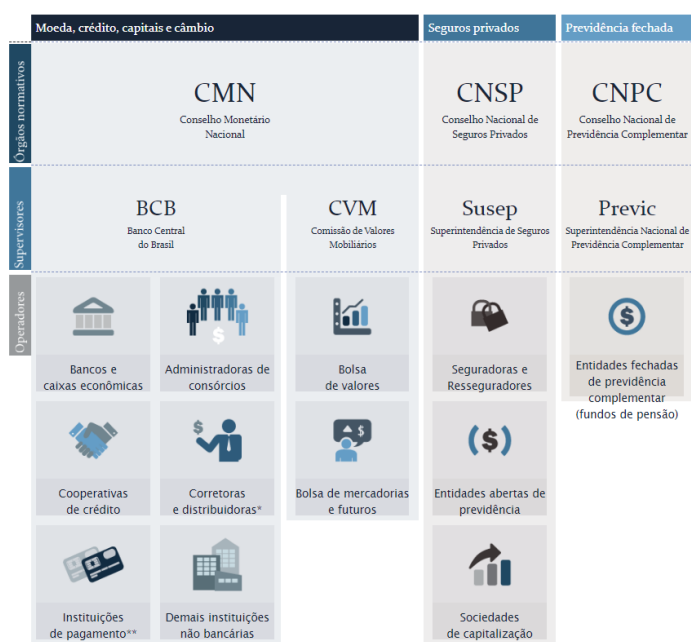 Moeda, crédito, capitais e câmbio
Seguros privados
Previdência fechada
Órgãos normativos
CMN
Conselho Monetário
Nacional
CNSP
Conselho Nacional de
Seguros Privados
CNPC
Conselho Nacional de
Previdência Complementar
Supervisores
BCB
Banco Central
do Brasil
CVM
Comissão de Valores
Mobiliários
Susep
Superintendência de Seguros
Privados
Previc
Superintendência Nacional de
Previdência Complementar
Operadores
Bancos e
caixas econômicas
Administradoras de
consórcios
Bolsa
de valores
Seguradoras e
Resseguradores
Entidades fechadas
de previdência
complementar
(fundos de pensão)
Cooperativas
de crédito
Corretoras
e distribuidoras*
Bolsa de mercadorias
e futuros
Entidades abertas de
previdência
Instituições
de pagamento**
Demais instituições
não bancárias
Sociedades
de capitalização